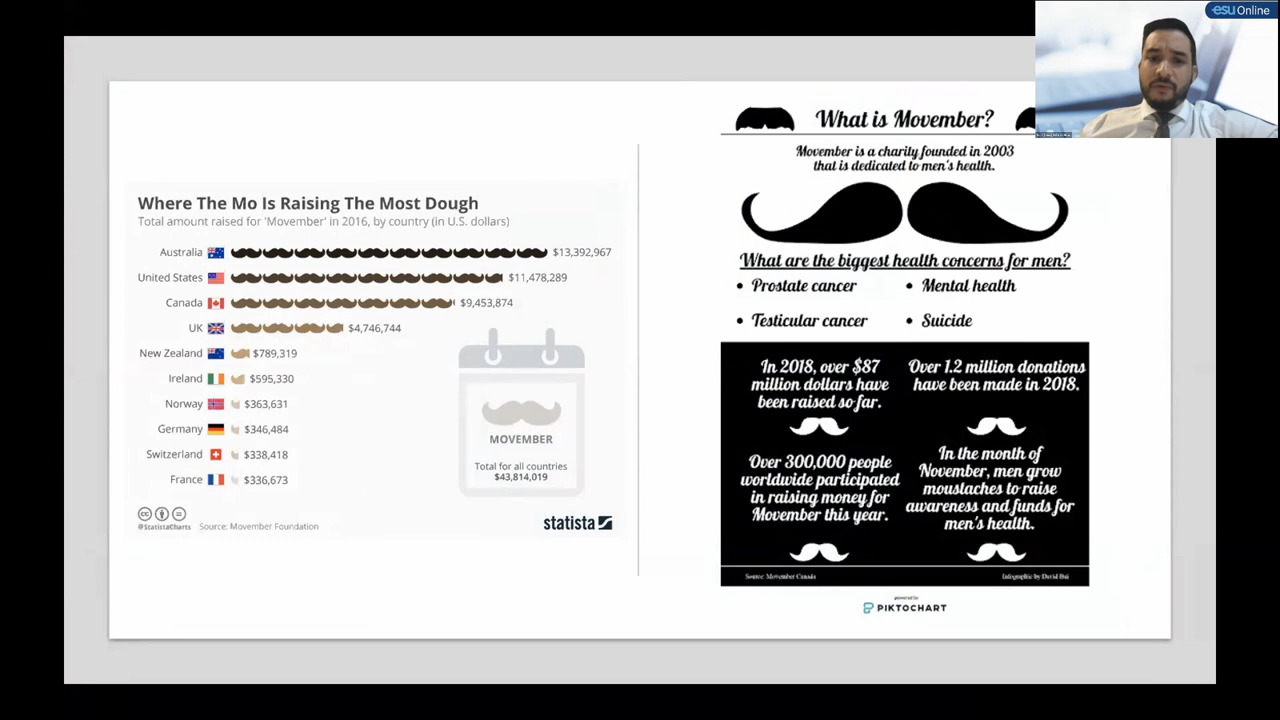 esu Online
Where The Mo Is Raising The Most Dough
Total amount raised for 'Movember' in 2016, by country (in U.S. dollars)
Australia $13,392,967
United States $11,478,289
Canada $9,453,874
UK $4,746,744
New Zealand $789,319
Ireland $595,330
Norway $363,631
Germany $346,484
Switzerland $338,418
France $336,673
MOVEMBER
Total for all countries
$43,814,019
@StatistaCharts Source: Movember Foundation
statista
What is Movember?
Movember is a charity founded in 2003
that is dedicated to men's health.
What are the biggest health concerns for men?
• Prostate cancer
• Mental health
• Testicular cancer
• Suicide
In 2018, over $87
million dollars have
been raised so far.
Over 1.2 million donations
have been made in 2018.
Over 300,000 people
worldwide participated
in raising money for
Movember this year.
In the month of
November, men grow
moustaches to raise
awareness and funds for
men's health.
Source: Movember Canada
Infographic by David Bui
powered by
PIKTOCHART